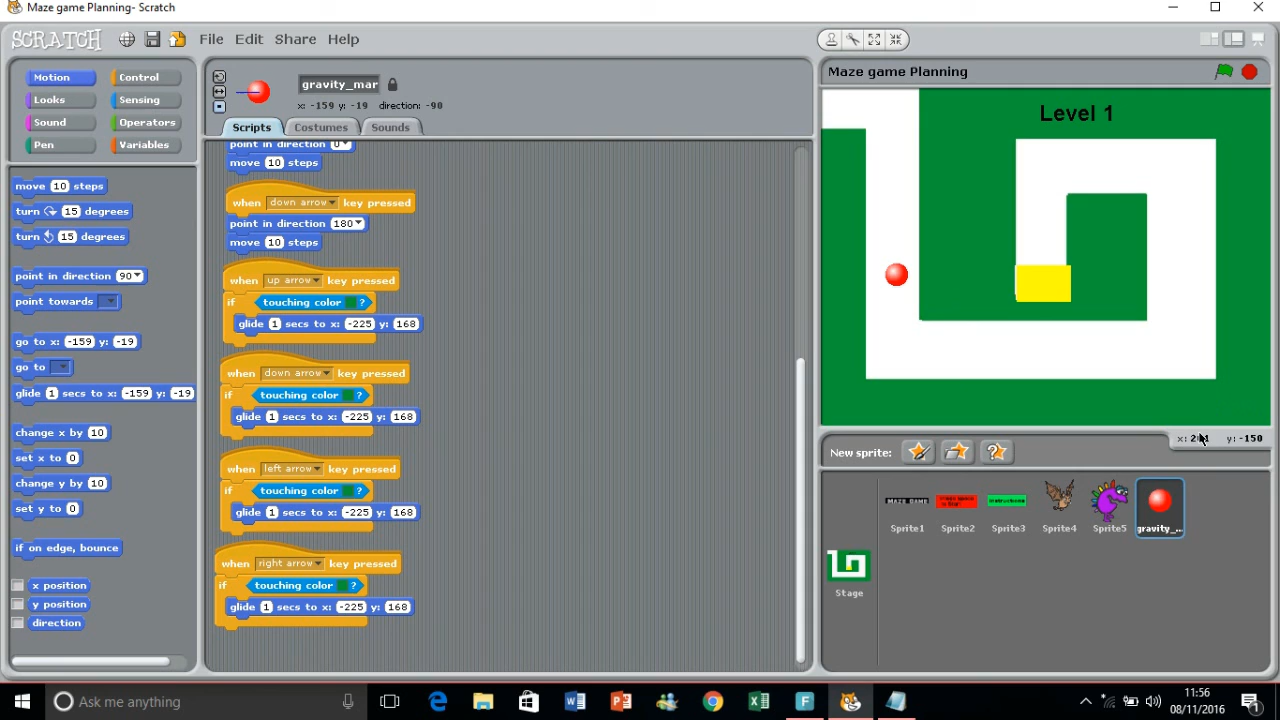 Maze game Planning- Scratch
SCRATCH File Edit Share Help
Motion Control
Looks Sensing
Sound Operators
Pen Variables
move 10 steps
turn 15 degrees
turn 15 degrees
point in direction 90
point towards
go to x: -159 y: -19
go to
glide 1 secs to x: -159 y: -19
change x by 10
set x to 0
change y by 10
set y to 0
if on edge, bounce
x position
y position
direction
gravity_mar
x: -159 y: -19 direction: -90
Scripts Costumes Sounds
point in direction 0
move 10 steps
when down arrow key pressed
point in direction 180
move 10 steps
when up arrow key pressed
if touching color ?
glide 1 secs to x: -225 y: 168
when down arrow key pressed
if touching color ?
glide 1 secs to x: -225 y: 168
when left arrow key pressed
if touching color ?
glide 1 secs to x: -225 y: 168
when right arrow key pressed
if touching color ?
glide 1 secs to x: -225 y: 168
Maze game Planning
Level 1
y: -150
New sprite:
MAZE GAME
Instructions
Sprite1 Sprite2 Sprite3 Sprite4 Sprite5 gravity_...
Stage
Ask me anything
11:56
08/11/2016